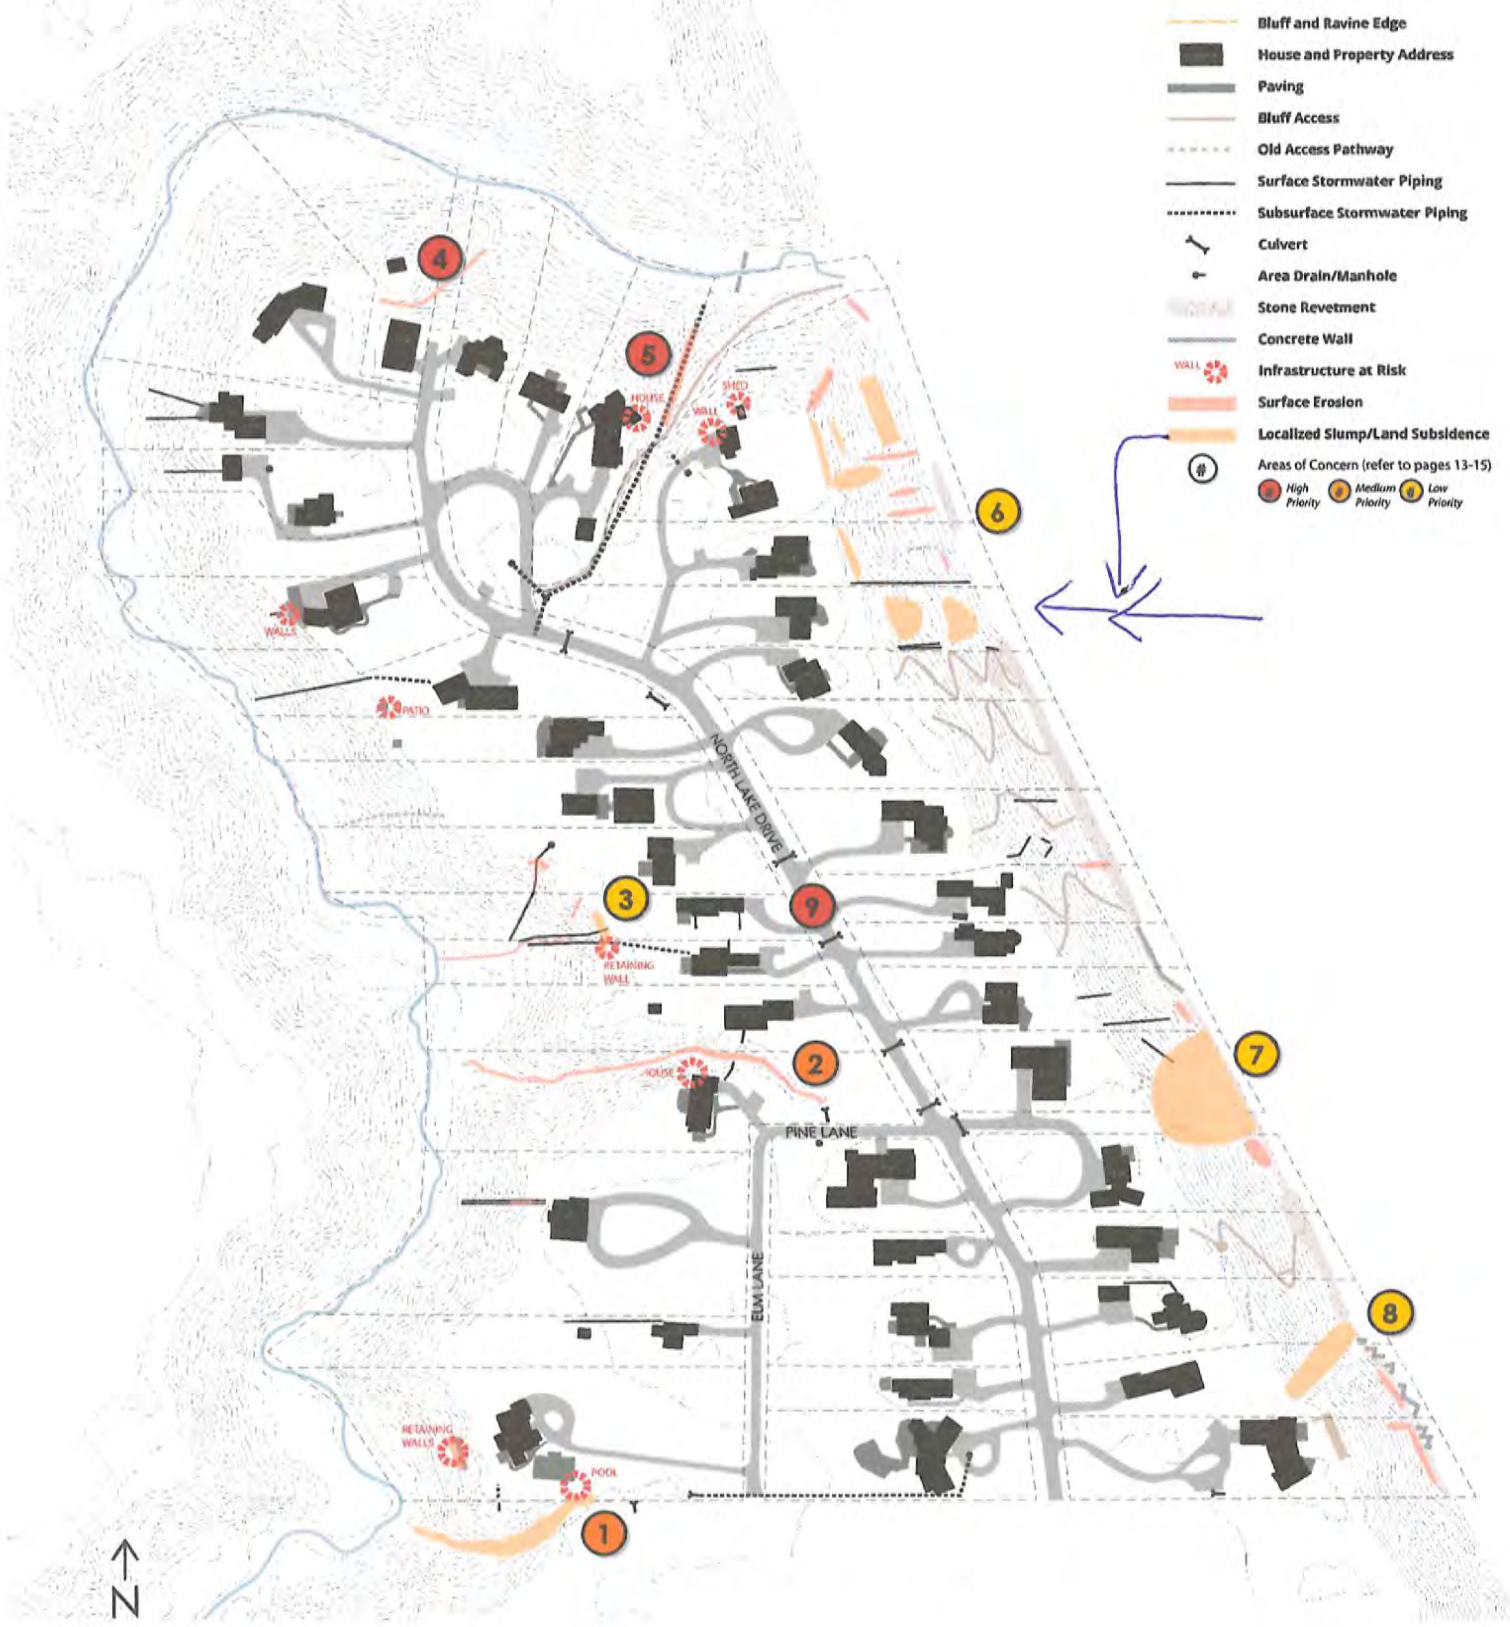 Bluff and Ravine Edge
House and Property Address
Paving
Bluff Access
Old Access Pathway
Surface Stormwater Piping
Subsurface Stormwater Piping
Culvert
Area Drain/Manhole
Stone Revetment
Concrete Wall
WALL
Infrastructure at Risk
Surface Erosion
Localized Slump/Land Subsidence
#
Areas of Concern (refer to pages 13-15)
# High Priority
# Medium Priority
# Low Priority
4
5
HOUSE
SHED
WALL
6
WALLS
PATIO
NORTH LAKE DRIVE
3
9
RETAINING
WALL
2
HOUSE
7
PINE LANE
ELM LANE
8
RETAINING
WALLS
POOL
1
N